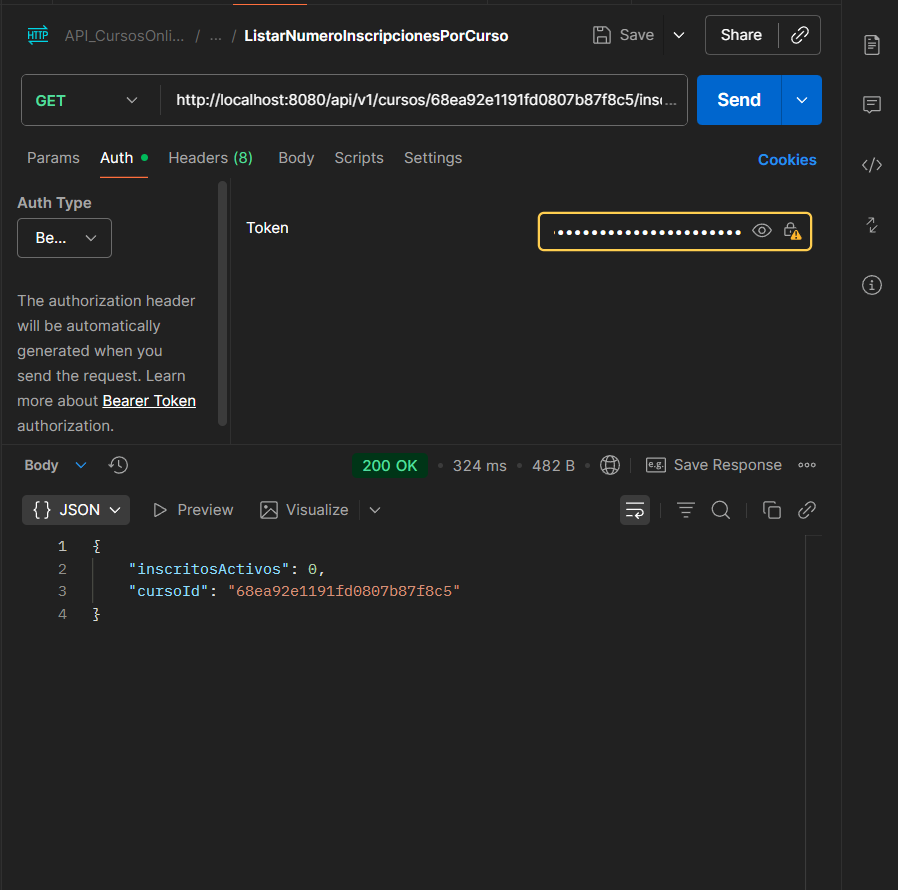 HTTP API_CursosOnli... / ... / ListarNumeroInscripcionesPorCurso Save Share
GET http://localhost:8080/api/v1/cursos/68ea92e1191fd0807b87f8c5/insc... Send
Params Auth Headers (8) Body Scripts Settings Cookies
Auth Type
Be...
The authorization header
will be automatically
generated when you
send the request. Learn
more about Bearer Token
authorization.
Token
Body 200 OK 324 ms 482 B e.g. Save Response
{} JSON Preview Visualize
1 {
2 "inscritosActivos": 0,
3 "cursoId": "68ea92e1191fd0807b87f8c5"
4 }